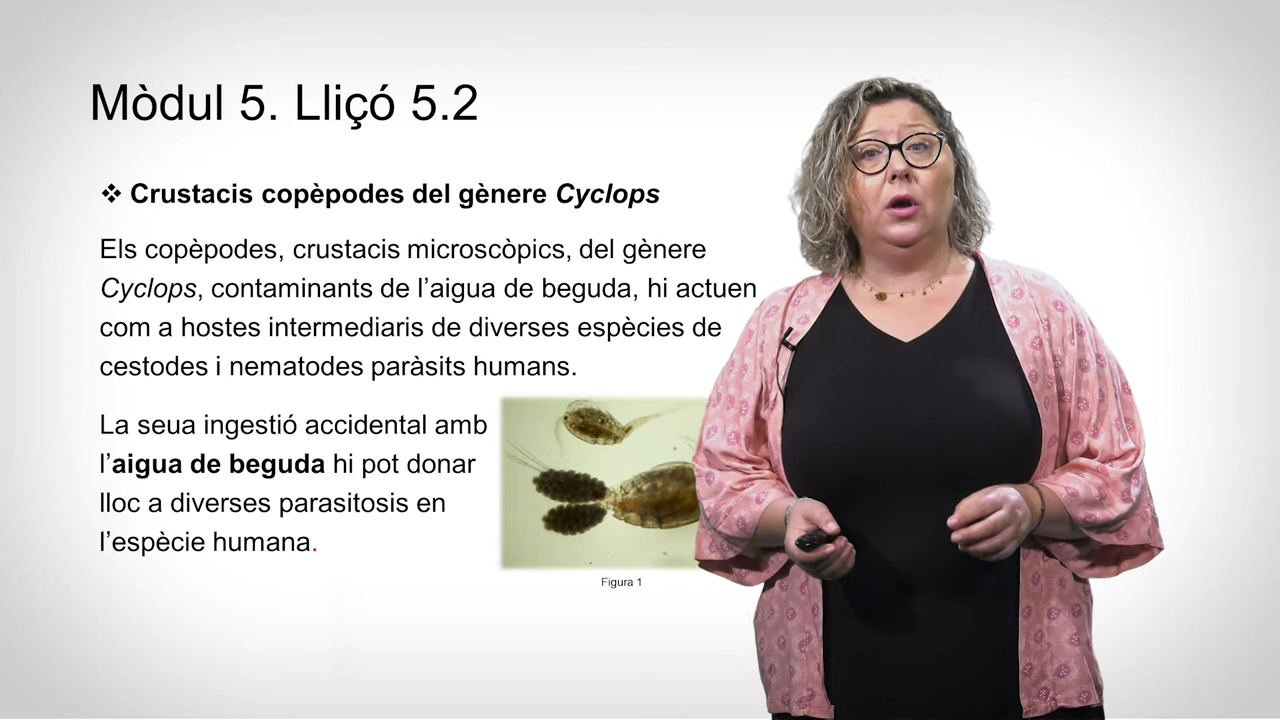 Mòdul 5. Lliçó 5.2
❖ Crustacis copèpodes del gènere Cyclops
Els copèpodes, crustacis microscòpics, del gènere
Cyclops, contaminants de l’aigua de beguda, hi actuen
com a hostes intermediaris de diverses espècies de
cestodes i nematodes paràsits humans.
La seua ingestió accidental amb
l’aigua de beguda hi pot donar
lloc a diverses parasitosis en
l’espècie humana.
Figura 1